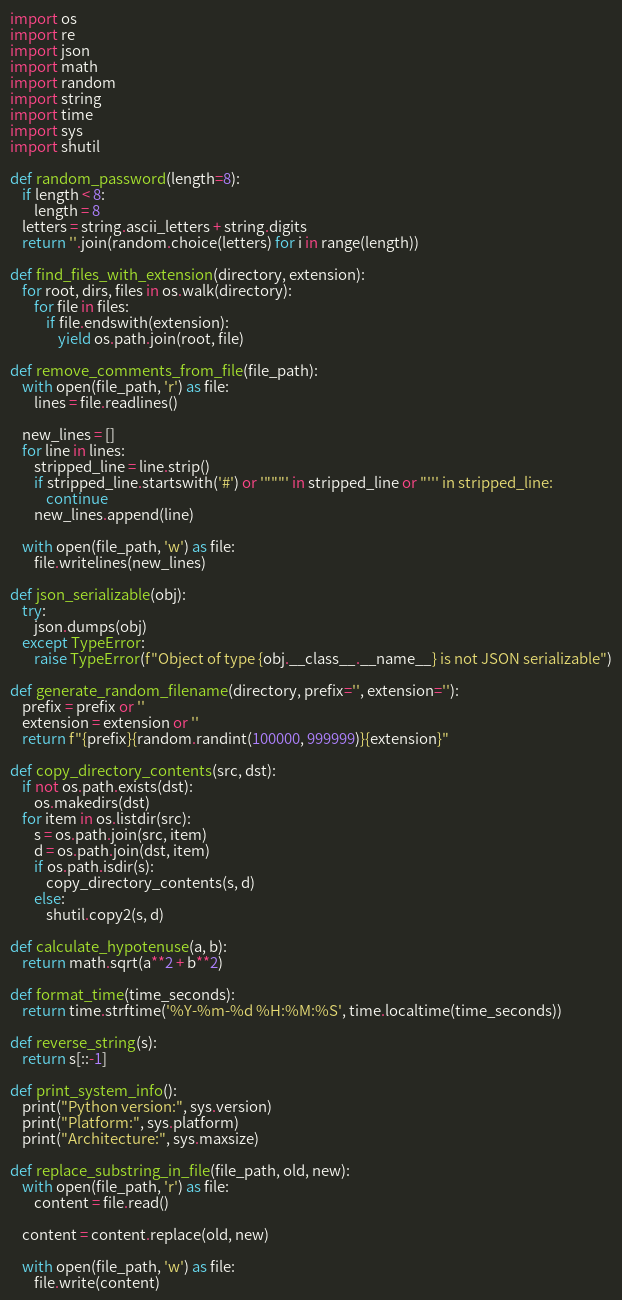 import os
import re
import json
import math
import random
import string
import time
import sys
import shutil

def random_password(length=8):
    if length < 8:
        length = 8
    letters = string.ascii_letters + string.digits
    return ''.join(random.choice(letters) for i in range(length))

def find_files_with_extension(directory, extension):
    for root, dirs, files in os.walk(directory):
        for file in files:
            if file.endswith(extension):
                yield os.path.join(root, file)

def remove_comments_from_file(file_path):
    with open(file_path, 'r') as file:
        lines = file.readlines()

    new_lines = []
    for line in lines:
        stripped_line = line.strip()
        if stripped_line.startswith('#') or '"""' in stripped_line or "''' in stripped_line:
            continue
        new_lines.append(line)

    with open(file_path, 'w') as file:
        file.writelines(new_lines)

def json_serializable(obj):
    try:
        json.dumps(obj)
    except TypeError:
        raise TypeError(f"Object of type {obj.__class__.__name__} is not JSON serializable")

def generate_random_filename(directory, prefix='', extension=''):
    prefix = prefix or ''
    extension = extension or ''
    return f"{prefix}{random.randint(100000, 999999)}{extension}"

def copy_directory_contents(src, dst):
    if not os.path.exists(dst):
        os.makedirs(dst)
    for item in os.listdir(src):
        s = os.path.join(src, item)
        d = os.path.join(dst, item)
        if os.path.isdir(s):
            copy_directory_contents(s, d)
        else:
            shutil.copy2(s, d)

def calculate_hypotenuse(a, b):
    return math.sqrt(a**2 + b**2)

def format_time(time_seconds):
    return time.strftime('%Y-%m-%d %H:%M:%S', time.localtime(time_seconds))

def reverse_string(s):
    return s[::-1]

def print_system_info():
    print("Python version:", sys.version)
    print("Platform:", sys.platform)
    print("Architecture:", sys.maxsize)

def replace_substring_in_file(file_path, old, new):
    with open(file_path, 'r') as file:
        content = file.read()

    content = content.replace(old, new)

    with open(file_path, 'w') as file:
        file.write(content)